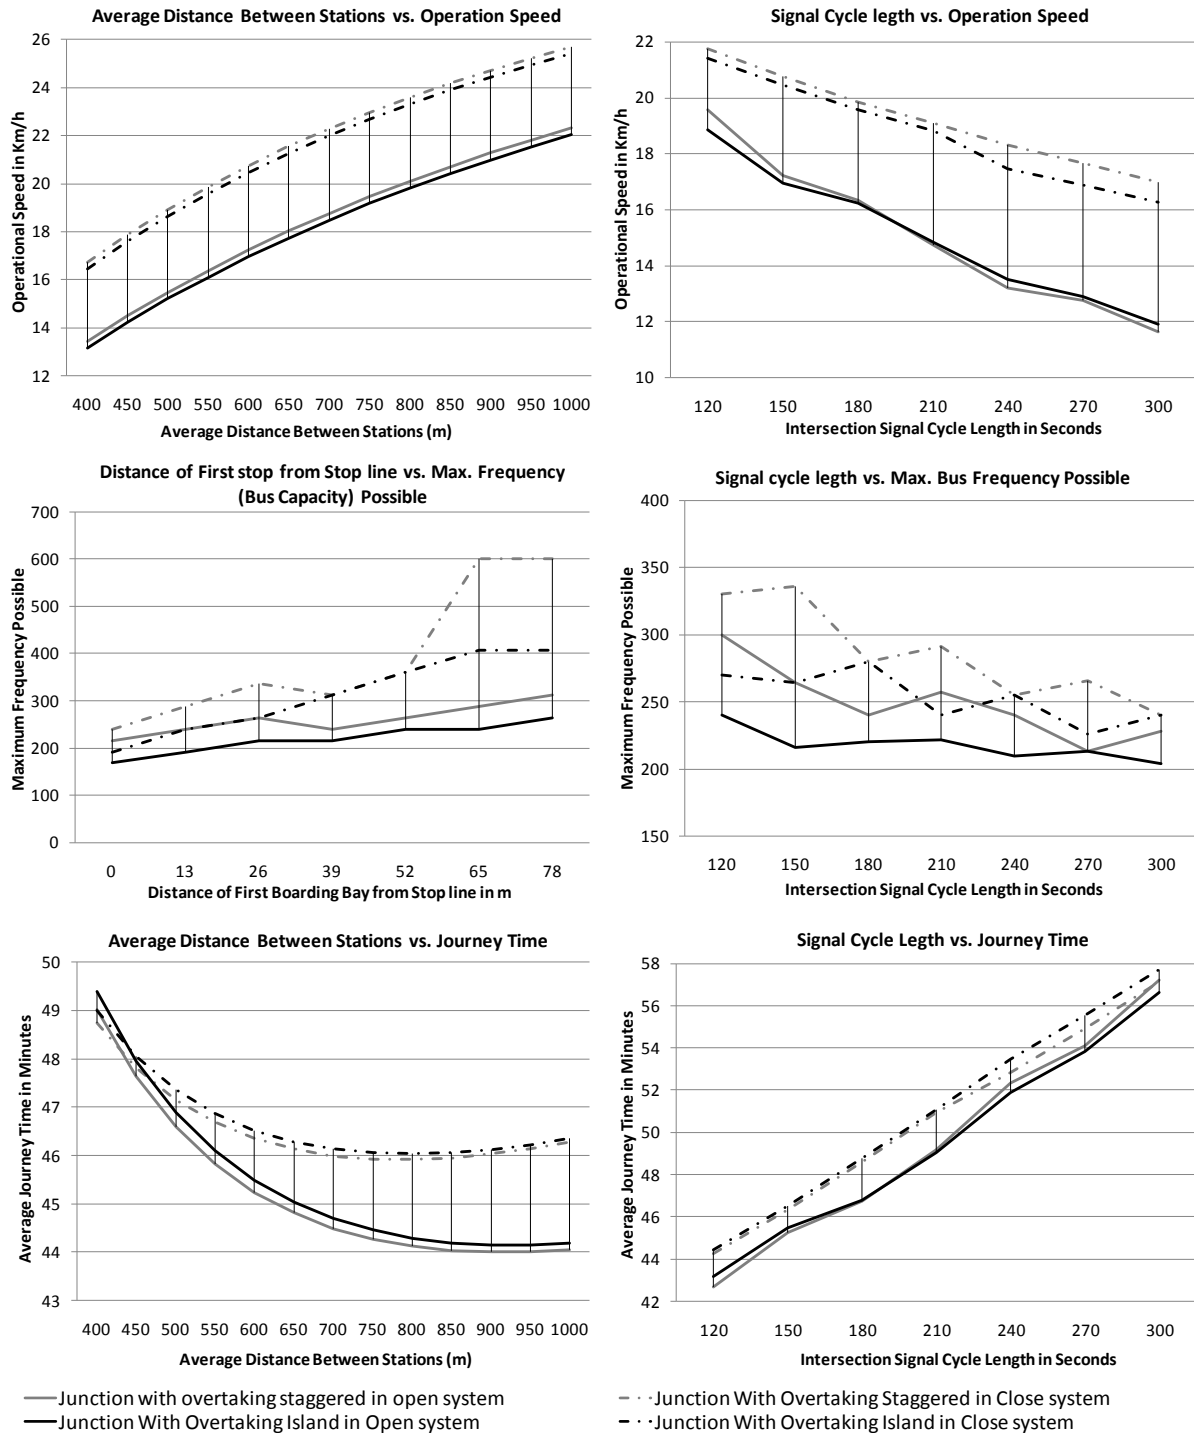 Average Distance Between Stations vs. Operation Speed
Operational Speed in Km/h
26
24
22
20
18
16
14
12
400 450 500 550 600 650 700 750 800 850 900 950 1000
Average Distance Between Stations (m)
Signal Cycle legth vs. Operation Speed
Operational Speed in Km/h
22
20
18
16
14
12
10
120 150 180 210 240 270 300
Intersection Signal Cycle Length in Seconds
Distance of First stop from Stop line vs. Max. Frequency
(Bus Capacity) Possible
Maximum Frequency Possible
700
600
500
400
300
200
100
0
0 13 26 39 52 65 78
Distance of First Boarding Bay from Stop line in m
Signal cycle legth vs. Max. Bus Frequency Possible
Maximum Frequency Possible
400
350
300
250
200
150
120 150 180 210 240 270 300
Intersection Signal Cycle Length in Seconds
Average Distance Between Stations vs. Journey Time
Average Journey Time in Minutes
50
49
48
47
46
45
44
43
400 450 500 550 600 650 700 750 800 850 900 950 1000
Average Distance Between Stations (m)
Signal Cycle Legth vs. Journey Time
Average Journey Time in Minutes
58
56
54
52
50
48
46
44
42
120 150 180 210 240 270 300
Intersection Signal Cycle Length in Seconds
Junction with overtaking staggered in open system
Junction With Overtaking Island in Open system
Junction With Overtaking Staggered in Close system
Junction With Overtaking Island in Close system